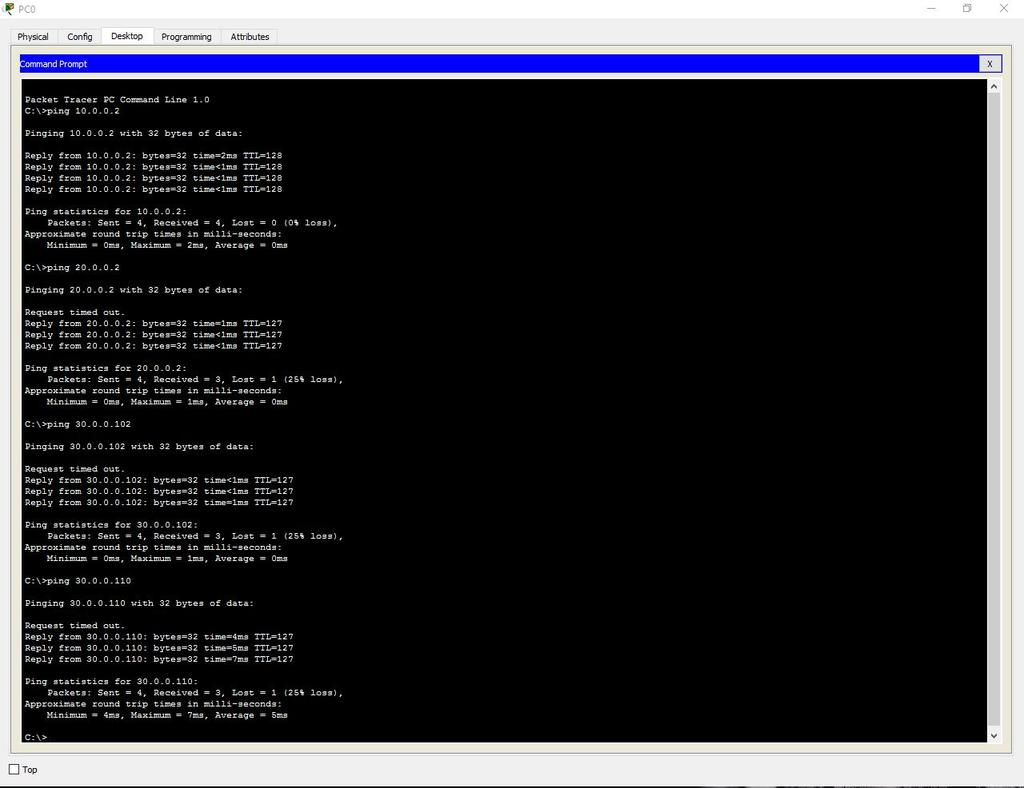 PC0
Physical Config Desktop Programming Attributes
Command Prompt
X
Packet Tracer PC Command Line 1.0
C:\>ping 10.0.0.2
Pinging 10.0.0.2 with 32 bytes of data:
Reply from 10.0.0.2: bytes=32 time=2ms TTL=128
Reply from 10.0.0.2: bytes=32 time<1ms TTL=128
Reply from 10.0.0.2: bytes=32 time<1ms TTL=128
Reply from 10.0.0.2: bytes=32 time<1ms TTL=128
Ping statistics for 10.0.0.2:
Packets: Sent = 4, Received = 4, Lost = 0 (0% loss),
Approximate round trip times in milli-seconds:
Minimum = 0ms, Maximum = 2ms, Average = 0ms
C:\>ping 20.0.0.2
Pinging 20.0.0.2 with 32 bytes of data:
Request timed out.
Reply from 20.0.0.2: bytes=32 time=1ms TTL=127
Reply from 20.0.0.2: bytes=32 time<1ms TTL=127
Reply from 20.0.0.2: bytes=32 time<1ms TTL=127
Ping statistics for 20.0.0.2:
Packets: Sent = 4, Received = 3, Lost = 1 (25% loss),
Approximate round trip times in milli-seconds:
Minimum = 0ms, Maximum = 1ms, Average = 0ms
C:\>ping 30.0.0.102
Pinging 30.0.0.102 with 32 bytes of data:
Request timed out.
Reply from 30.0.0.102: bytes=32 time<1ms TTL=127
Reply from 30.0.0.102: bytes=32 time<1ms TTL=127
Reply from 30.0.0.102: bytes=32 time=1ms TTL=127
Ping statistics for 30.0.0.102:
Packets: Sent = 4, Received = 3, Lost = 1 (25% loss),
Approximate round trip times in milli-seconds:
Minimum = 0ms, Maximum = 1ms, Average = 0ms
C:\>ping 30.0.0.110
Pinging 30.0.0.110 with 32 bytes of data:
Request timed out.
Reply from 30.0.0.110: bytes=32 time=4ms TTL=127
Reply from 30.0.0.110: bytes=32 time=5ms TTL=127
Reply from 30.0.0.110: bytes=32 time=7ms TTL=127
Ping statistics for 30.0.0.110:
Packets: Sent = 4, Received = 3, Lost = 1 (25% loss),
Approximate round trip times in milli-seconds:
Minimum = 4ms, Maximum = 7ms, Average = 5ms
C:\>
Top